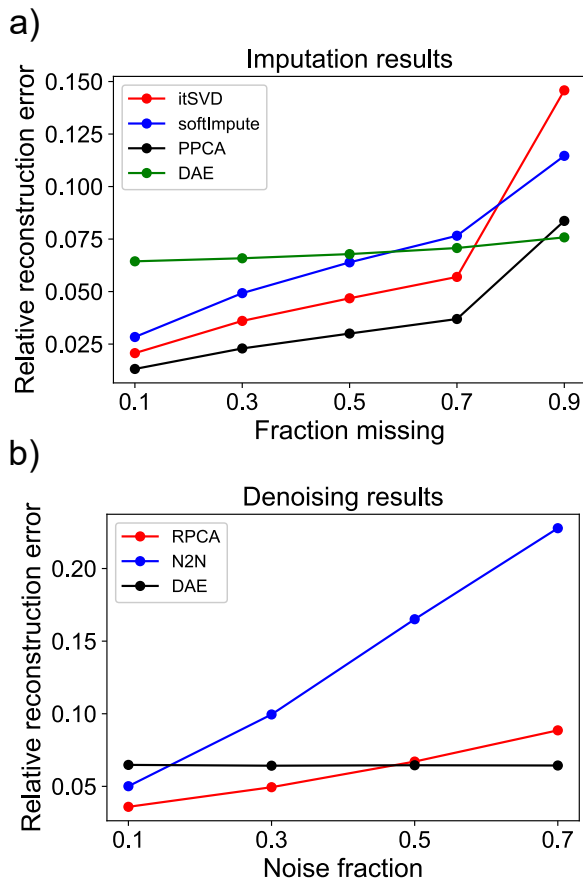 a)
Imputation results
Relative reconstruction error
0.150
0.125
0.100
0.075
0.050
0.025
itSVD
softImpute
PPCA
DAE
0.1 0.3 0.5 0.7 0.9
Fraction missing
b)
Denoising results
Relative reconstruction error
0.20
0.15
0.10
0.05
RPCA
N2N
DAE
0.1 0.3 0.5 0.7
Noise fraction